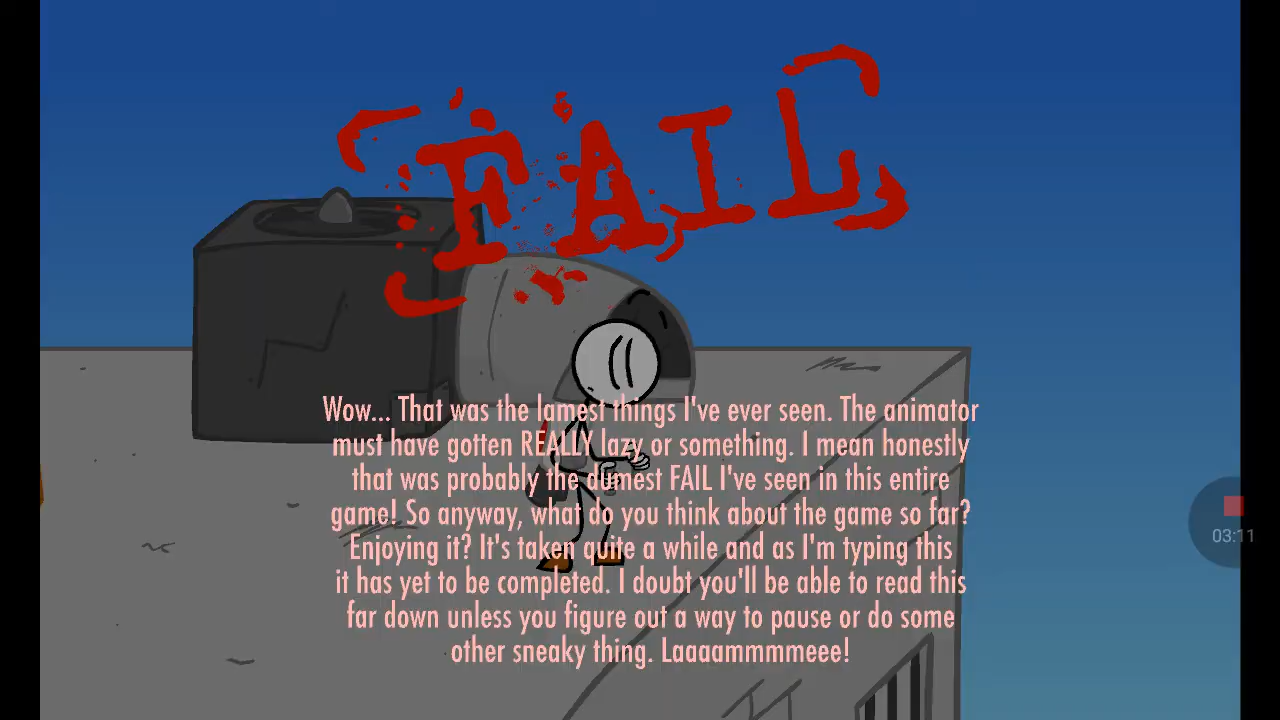 FAIL
Wow... That was the lamest things I've ever seen. The animator
must have gotten REALLY lazy or something. I mean honestly
that was probably the dumest FAIL I've seen in this entire
game! So anyway, what do you think about the game so far?
Enjoying it? It's taken quite a while and as I'm typing this
it has yet to be completed. I doubt you'll be able to read this
far down unless you figure out a way to pause or do some
other sneaky thing. Laaaammmmeee!
03:11